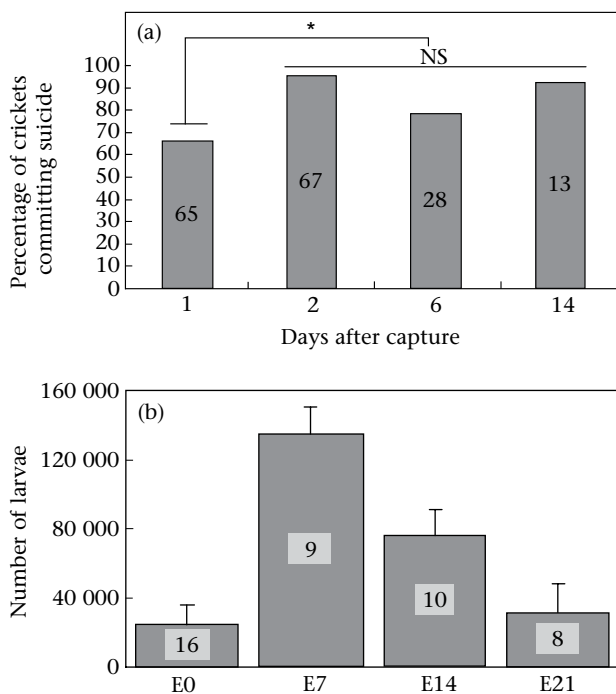 (a)
*
NS
Percentage of crickets
committing suicide
100
90
80
70
60
50
40
30
20
10
0
65
67
28
13
1
2
6
14
Days after capture
(b)
Number of larvae
160 000
120 000
80 000
40 000
0
16
9
10
8
E0
E7
E14
E21